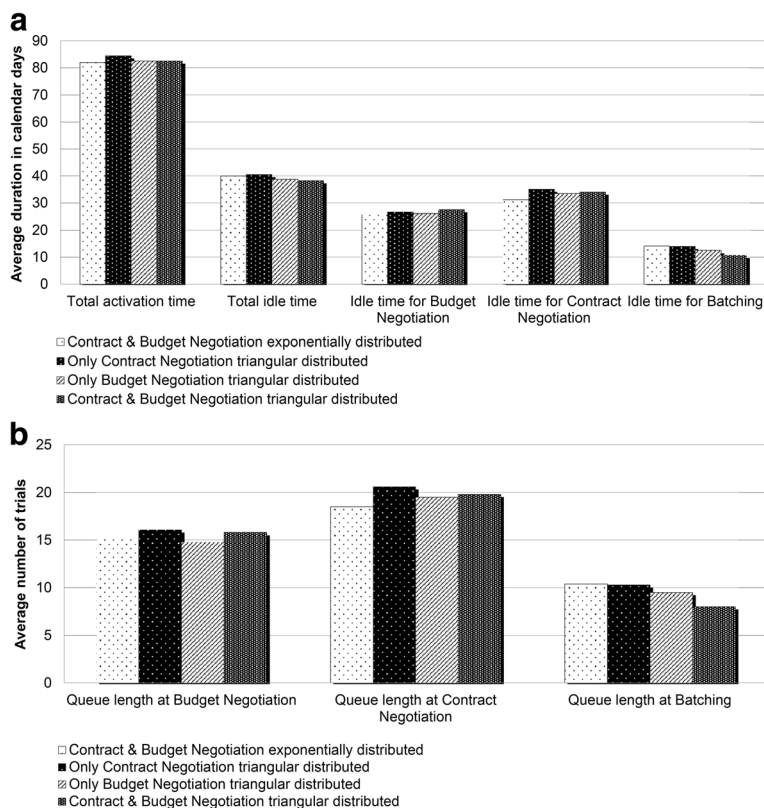 a
Average duration in calendar days
90
80
70
60
50
40
30
20
10
0
Total activation time
Total idle time
Idle time for Budget
Negotiation
Idle time for Contract
Negotiation
Idle time for Batching
Contract & Budget Negotiation exponentially distributed
Only Contract Negotiation triangular distributed
Only Budget Negotiation triangular distributed
Contract & Budget Negotiation triangular distributed
b
Average number of trials
25
20
15
10
5
0
Queue length at Budget Negotiation
Queue length at Contract
Negotiation
Queue length at Batching
Contract & Budget Negotiation exponentially distributed
Only Contract Negotiation triangular distributed
Only Budget Negotiation triangular distributed
Contract & Budget Negotiation triangular distributed